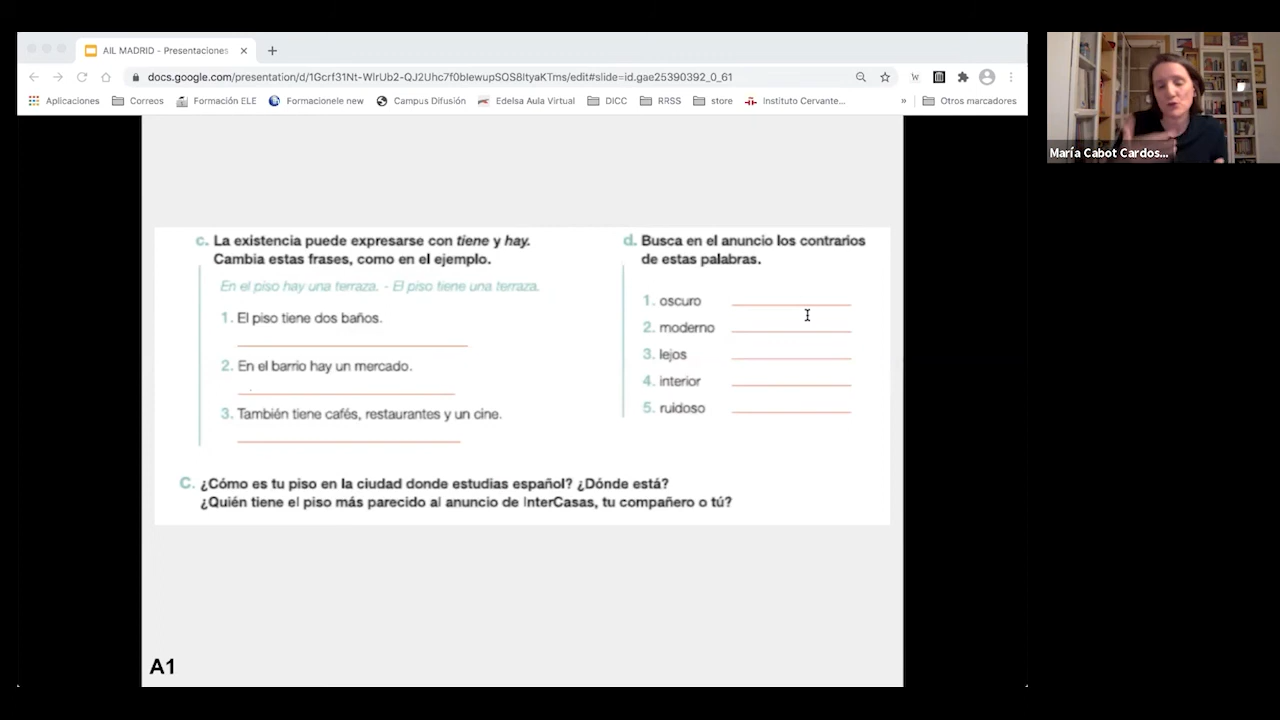 AIL MADRID - Presentaciones
docs.google.com/presentation/d/1Gcrf31Nt-WIrUb2-QJ2Uhc7f0blewupSQS8ltyaKTms/edit#slide=id.gae25390392_0_61
Aplicaciones Correos Formación ELE Formacionele new Campus Difusión Edelsa Aula Virtual DICC RRSS store Instituto Cervante... » Otros marcadores
María Cabot Cardos...
c. La existencia puede expresarse con tiene y hay.
Cambia estas frases, como en el ejemplo.
En el piso hay una terraza. - El piso tiene una terraza.
1. El piso tiene dos baños.
2. En el barrio hay un mercado.
3. También tiene cafés, restaurantes y un cine.
d. Busca en el anuncio los contrarios
de estas palabras.
1. oscuro
2. moderno
3. lejos
4. interior
5. ruidoso
C. ¿Cómo es tu piso en la ciudad donde estudias español? ¿Dónde está?
¿Quién tiene el piso más parecido al anuncio de InterCasas, tu compañero o tú?
A1